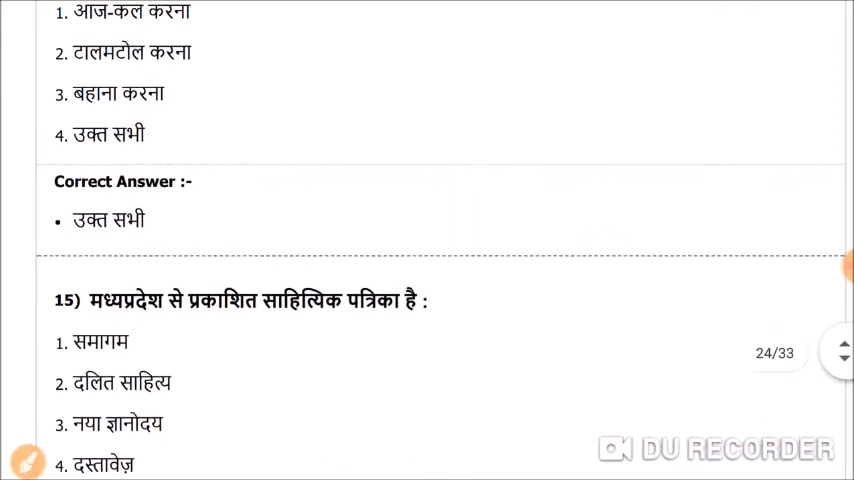 1. आज-कल करना
2. टालमटोल करना
3. बहाना करना
4. उक्त सभी
Correct Answer :-
• उक्त सभी
15) मध्यप्रदेश से प्रकाशित साहित्यिक पत्रिका है :
1. समागम
2. दलित साहित्य
24/33
3. नया ज्ञानोदय
DU RECORDER
4. दस्तावेज़